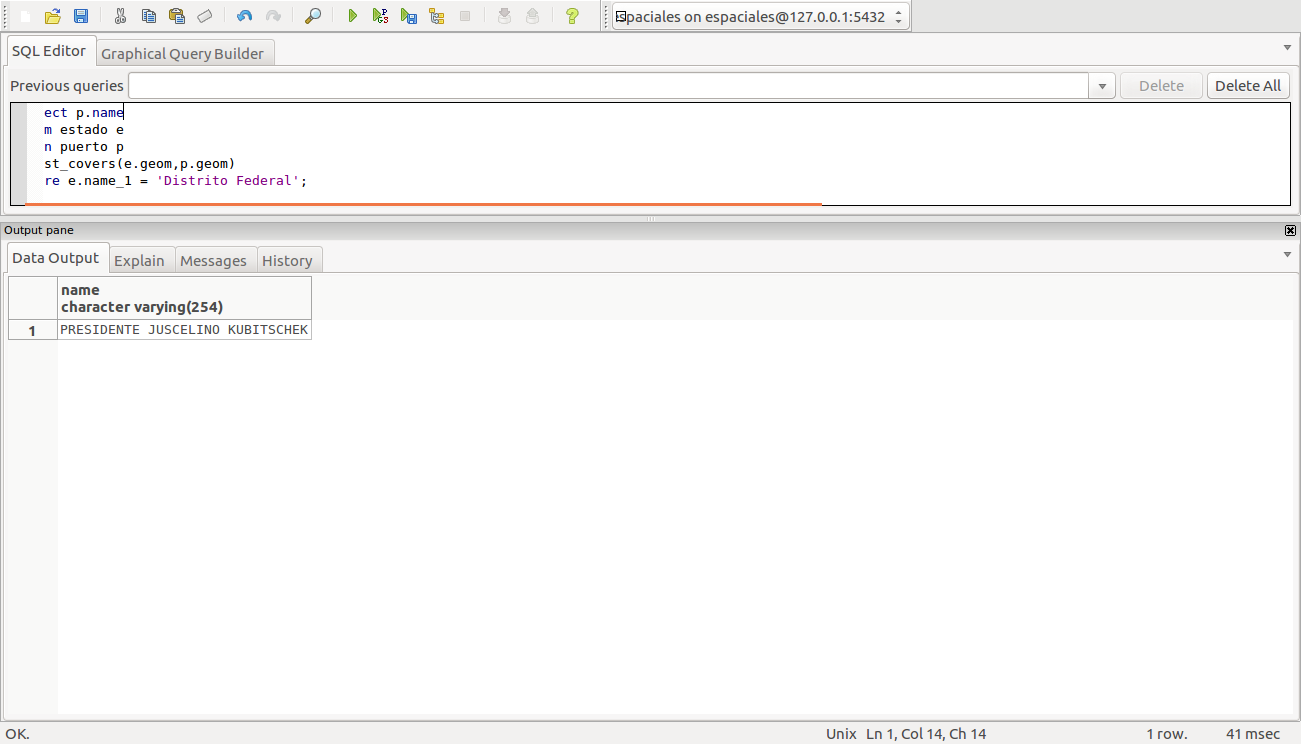 spaciales on espaciales@127.0.0.1:5432
SQL Editor
Graphical Query Builder
Previous queries
Delete
Delete All
ect p.name
m estado e
n puerto p
st_covers(e.geom,p.geom)
re e.name_1 = 'Distrito Federal';
Output pane
Data Output
Explain
Messages
History
name
character varying(254)
1 PRESIDENTE JUSCELINO KUBITSCHEK
OK.
Unix
Ln 1, Col 14, Ch 14
1 row.
41 msec